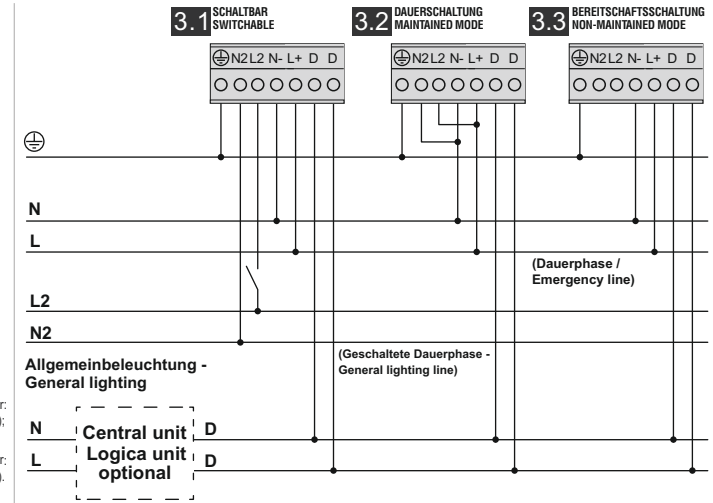 3.1 SCHALTBAR
SWITCHABLE
3.2 DAUERSCHALTUNG
MAINTAINED MODE
3.3 BEREITSCHAFTSSCHALTUNG
NON-MAINTAINED MODE
N2 L2 N- L+ D D
N2 L2 N- L+ D D
N2 L2 N- L+ D D
N
L
(Dauerphase /
Emergency line)
L2
N2
Allgemeinbeleuchtung -
General lighting
(Geschaltete Dauerphase -
General lighting line)
N
Central unit
Logica unit
optional
D
L
D
r:
);
r:
).